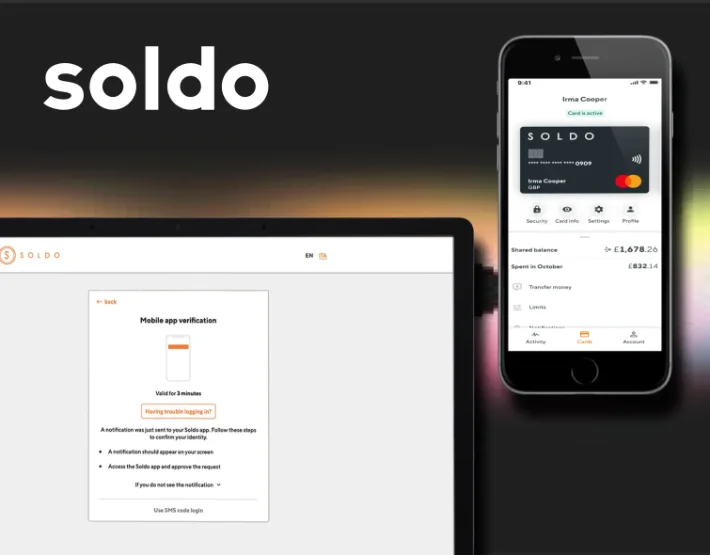 soldo
9:41
Irma Cooper
Card is active
SOLDO
**** **** **** 0909
Irma Cooper
GBP
Security Card info Settings Profile
Shared balance £1,678.26
Spent in October £832.14
Transfer money
Limits
Notifications
Activity Cards Account
SOLDO
EN ITA
← back
Mobile app verification
Valid for 3 minutes
Having trouble logging in?
A notification was just sent to your Soldo app. Follow these steps
to confirm your identity.
• A notification should appear on your screen
• Access the Soldo app and approve the request
If you do not see the notification
Use SMS code login